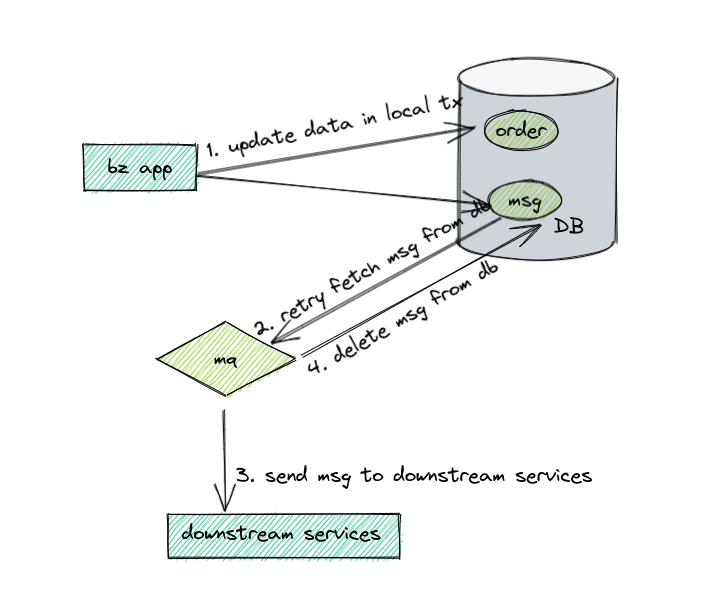 1. update data in local tx
order
bz app
msg
DB
2. retry fetch msg from db
4. delete msg from db
mq
3. send msg to downstream services
downstream services